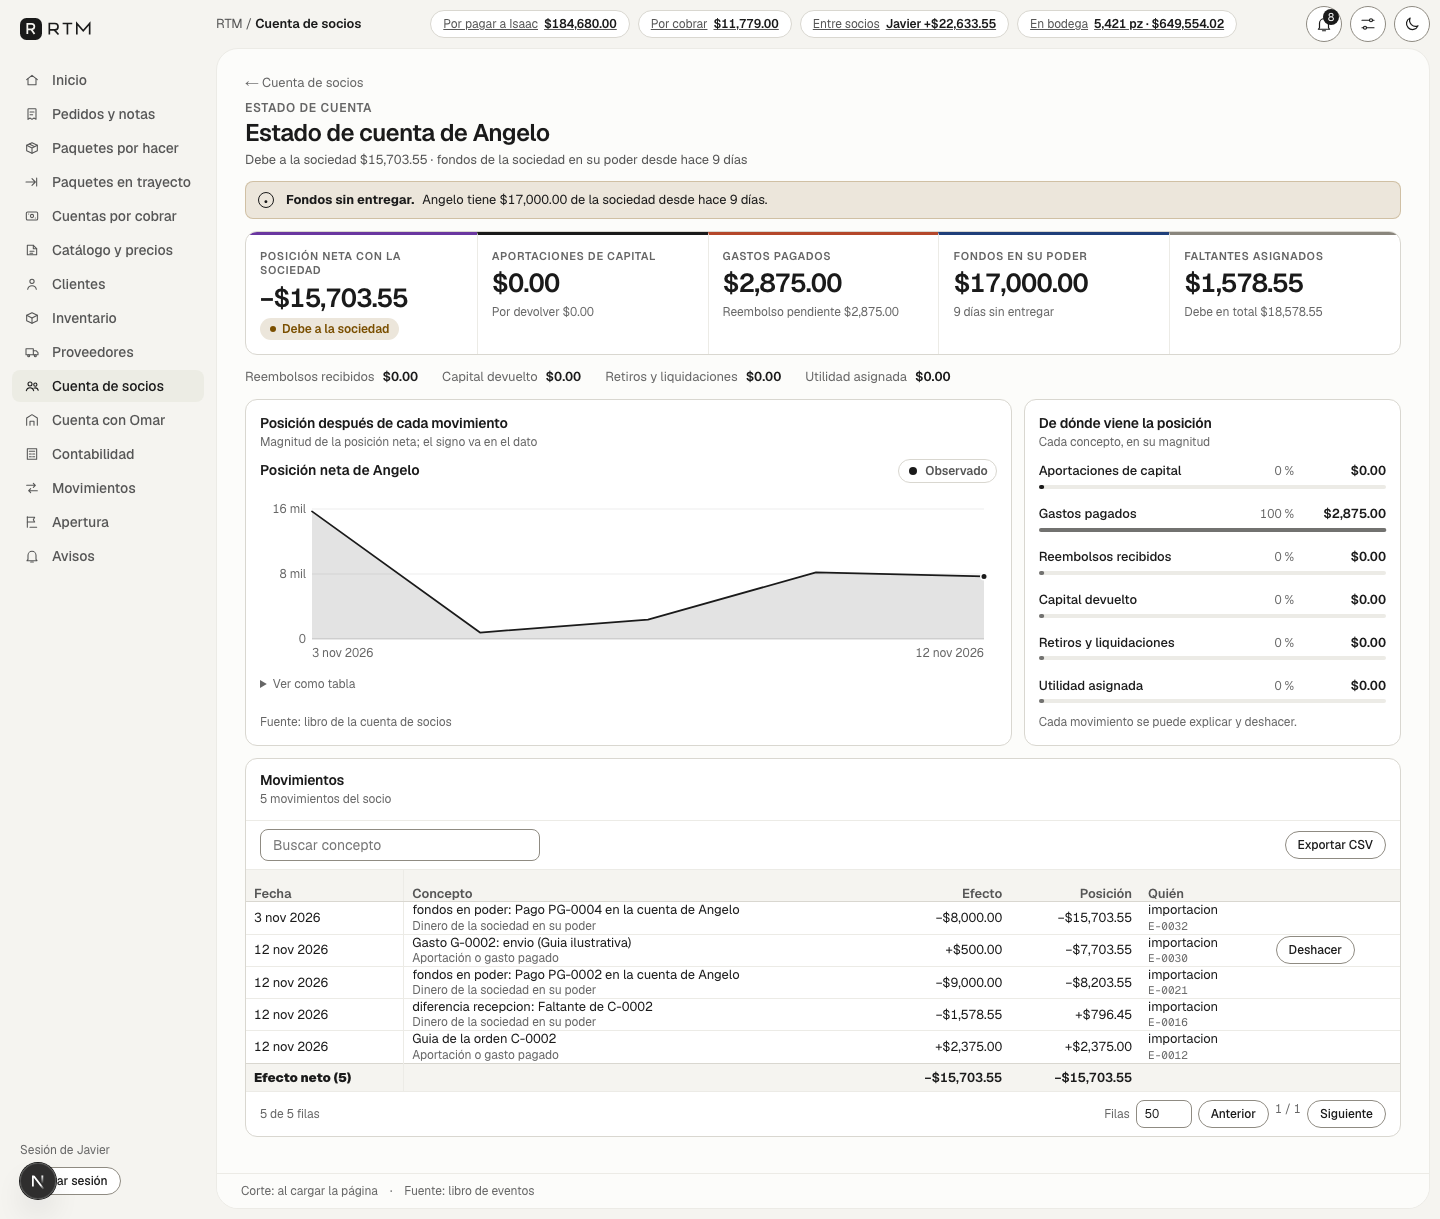 R RTM
RTM / Cuenta de socios
Por pagar a Isaac $184,680.00
Por cobrar $11,779.00
Entre socios Javier +$22,633.55
En bodega 5,421 pz · $649,554.02
8
Inicio
Pedidos y notas
Paquetes por hacer
Paquetes en trayecto
Cuentas por cobrar
Catálogo y precios
Clientes
Inventario
Proveedores
Cuenta de socios
Cuenta con Omar
Contabilidad
Movimientos
Apertura
Avisos
Sesión de Javier
N
ar sesión
← Cuenta de socios
ESTADO DE CUENTA
Estado de cuenta de Angelo
Debe a la sociedad $15,703.55 · fondos de la sociedad en su poder desde hace 9 días
Fondos sin entregar. Angelo tiene $17,000.00 de la sociedad desde hace 9 días.
POSICIÓN NETA CON LA
SOCIEDAD
−$15,703.55
Debe a la sociedad
APORTACIONES DE CAPITAL
$0.00
Por devolver $0.00
GASTOS PAGADOS
$2,875.00
Reembolso pendiente $2,875.00
FONDOS EN SU PODER
$17,000.00
9 días sin entregar
FALTANTES ASIGNADOS
$1,578.55
Debe en total $18,578.55
Reembolsos recibidos $0.00 Capital devuelto $0.00 Retiros y liquidaciones $0.00 Utilidad asignada $0.00
Posición después de cada movimiento
Magnitud de la posición neta; el signo va en el dato
Posición neta de Angelo
Observado
16 mil
8 mil
0
3 nov 2026 12 nov 2026
▶ Ver como tabla
Fuente: libro de la cuenta de socios
De dónde viene la posición
Cada concepto, en su magnitud
Aportaciones de capital 0 % $0.00
Gastos pagados 100 % $2,875.00
Reembolsos recibidos 0 % $0.00
Capital devuelto 0 % $0.00
Retiros y liquidaciones 0 % $0.00
Utilidad asignada 0 % $0.00
Cada movimiento se puede explicar y deshacer.
Movimientos
5 movimientos del socio
Buscar concepto
Exportar CSV
Fecha Concepto Efecto Posición Quién
3 nov 2026 fondos en poder: Pago PG-0004 en la cuenta de Angelo −$8,000.00 −$15,703.55 importacion
Dinero de la sociedad en su poder E-0032
12 nov 2026 Gasto G-0002: envio (Guia ilustrativa) +$500.00 −$7,703.55 importacion Deshacer
Aportación o gasto pagado E-0030
12 nov 2026 fondos en poder: Pago PG-0002 en la cuenta de Angelo −$9,000.00 −$8,203.55 importacion
Dinero de la sociedad en su poder E-0021
12 nov 2026 diferencia recepcion: Faltante de C-0002 −$1,578.55 +$796.45 importacion
Dinero de la sociedad en su poder E-0016
12 nov 2026 Guia de la orden C-0002 +$2,375.00 +$2,375.00 importacion
Aportación o gasto pagado E-0012
Efecto neto (5) −$15,703.55 −$15,703.55
5 de 5 filas
Filas 50 Anterior 1 / 1 Siguiente
Corte: al cargar la página · Fuente: libro de eventos